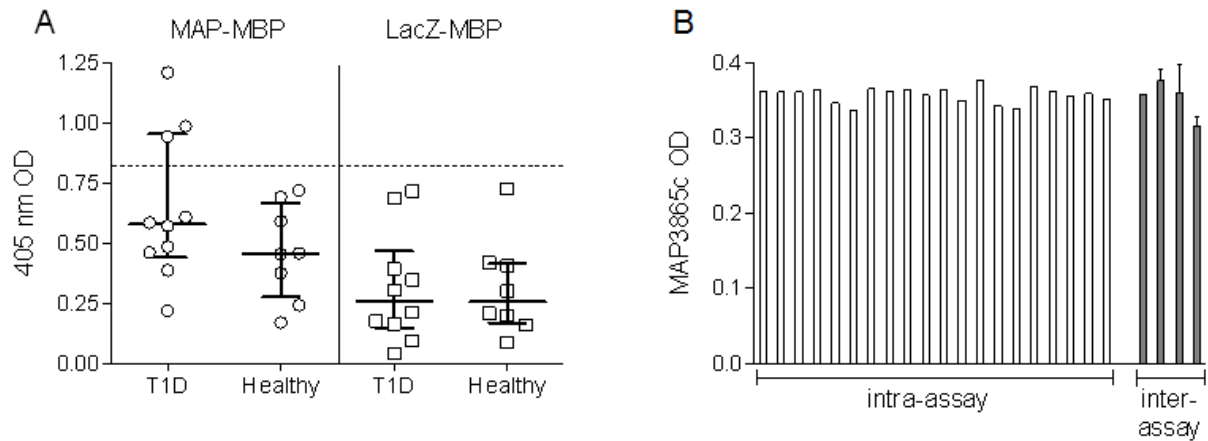 A
MAP-MBP
LacZ-MBP
405 nm OD
1.25
1.00
0.75
0.50
0.25
0.00
T1D
Healthy
T1D
Healthy
B
MAP3865c OD
0.4
0.3
0.2
0.1
0.0
intra-assay
inter-
assay